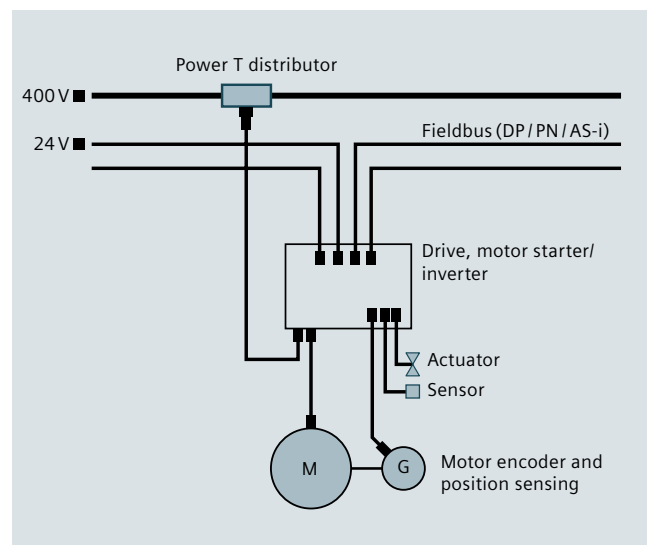 Power T distributor
400 V
24 V
Fieldbus (DP / PN / AS-i)
Drive, motor starter/
inverter
Actuator
Sensor
M
G
Motor encoder and
position sensing